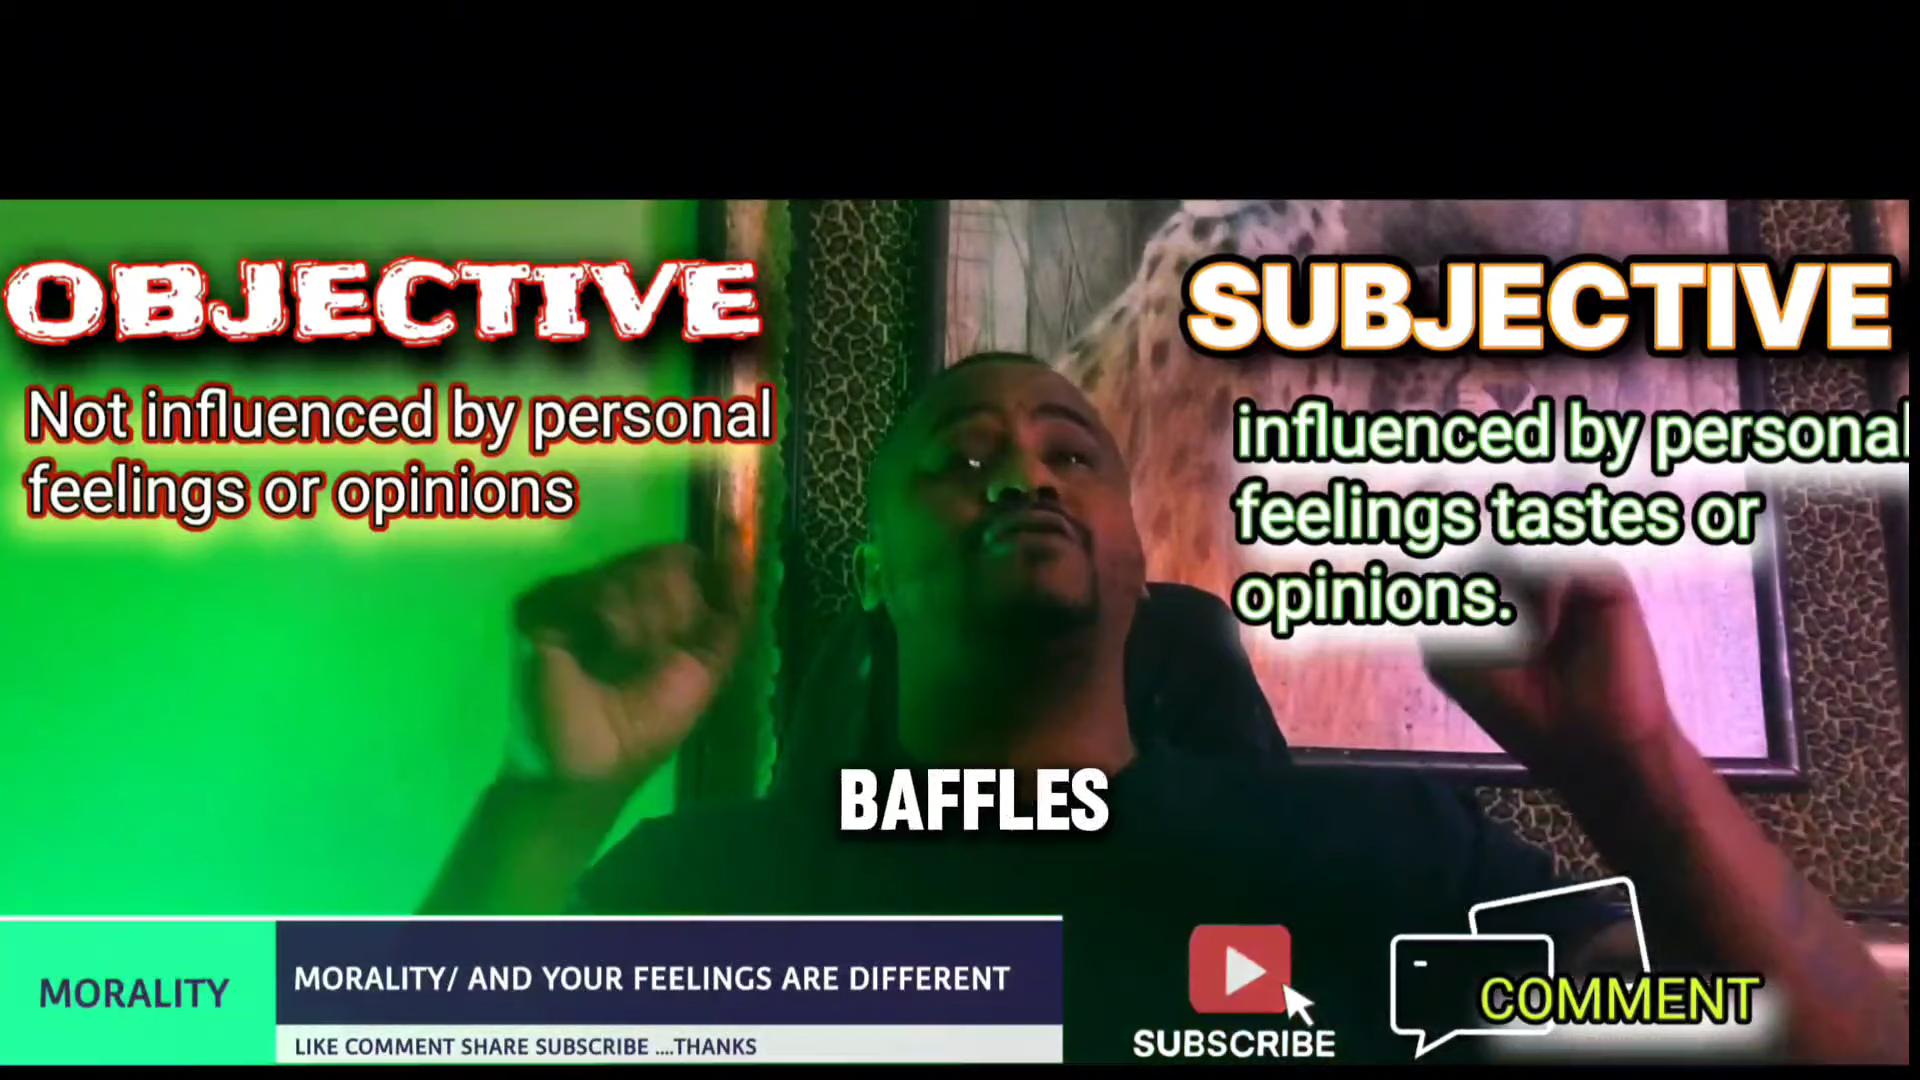 OBJECTIVE
Not influenced by personal
feelings or opinions
SUBJECTIVE
influenced by personal
feelings tastes or
opinions.
BAFFLES
MORALITY
MORALITY/ AND YOUR FEELINGS ARE DIFFERENT
LIKE COMMENT SHARE SUBSCRIBE ....THANKS
SUBSCRIBE
COMMENT